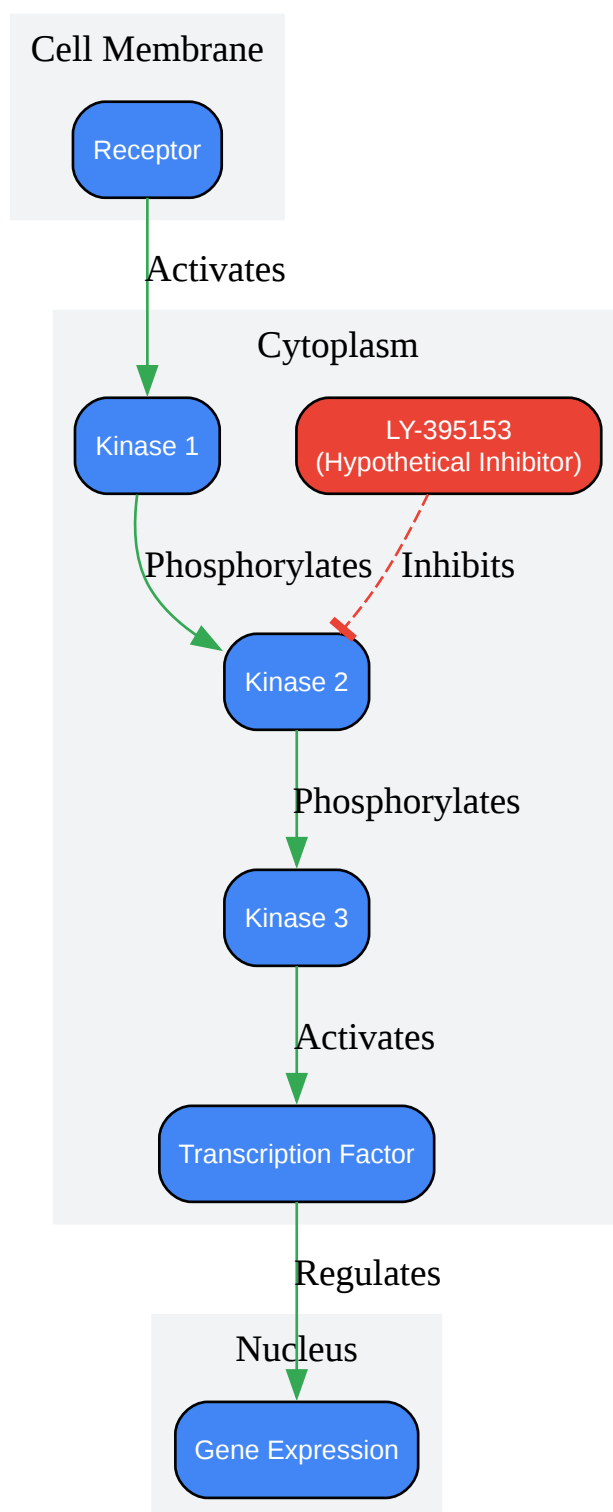 Cell Membrane
Receptor
Activates
Cytoplasm
Kinase 1
LY-395153
(Hypothetical Inhibitor)
Phosphorylates
Inhibits
Kinase 2
Phosphorylates
Kinase 3
Activates
Transcription Factor
Regulates
Nucleus
Gene Expression